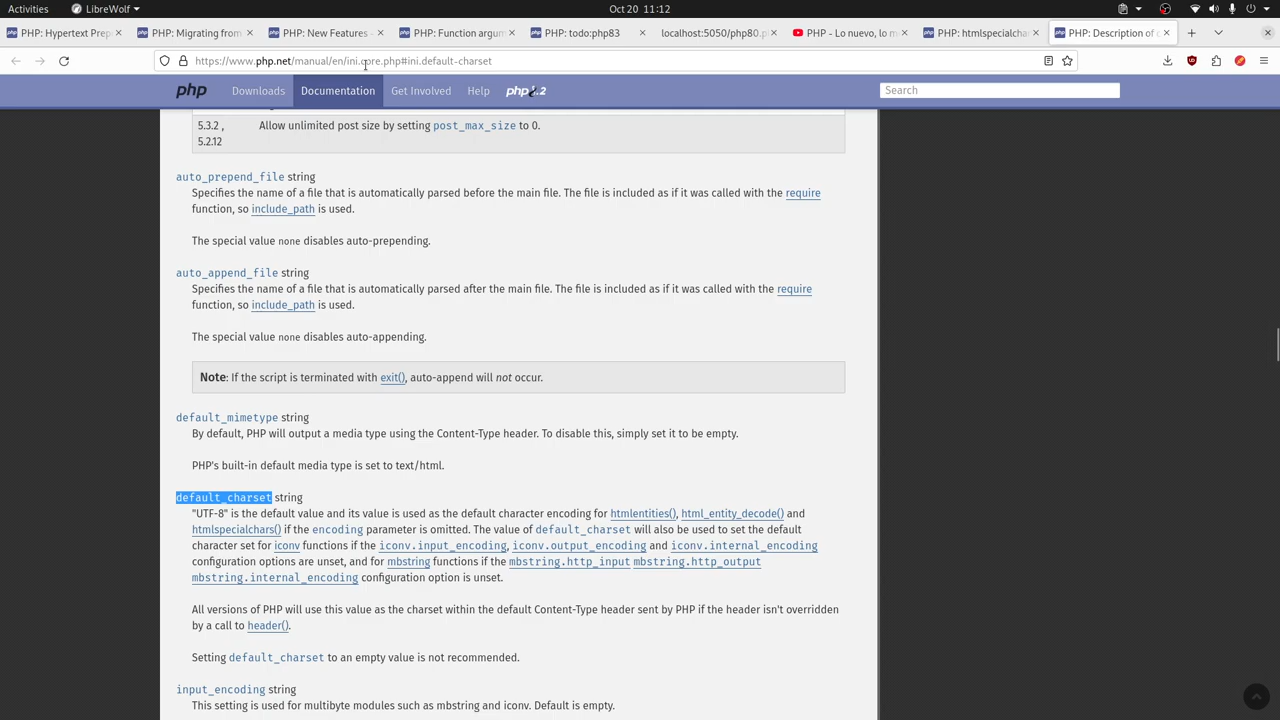 Activities
LibreWolf
Oct 20 11:12
PHP: Hypertext Prep
PHP: Migrating from
PHP: New Features -
PHP: Function argum
PHP: todo:php83
localhost:5050/php80.p
PHP - Lo nuevo, lo m
PHP: htmlspecialchar
PHP: Description of c
https://www.php.net/manual/en/ini.core.php#ini.default-charset
php
Downloads
Documentation
Get Involved
Help
Search
5.3.2 , Allow unlimited post size by setting post_max_size to 0.
5.2.12
auto_prepend_file string
Specifies the name of a file that is automatically parsed before the main file. The file is included as if it was called with the require
function, so include_path is used.
The special value none disables auto-prepending.
auto_append_file string
Specifies the name of a file that is automatically parsed after the main file. The file is included as if it was called with the require
function, so include_path is used.
The special value none disables auto-appending.
Note: If the script is terminated with exit(), auto-append will not occur.
default_mimetype string
By default, PHP will output a media type using the Content-Type header. To disable this, simply set it to be empty.
PHP's built-in default media type is set to text/html.
default_charset string
"UTF-8" is the default value and its value is used as the default character encoding for htmlentities(), html_entity_decode() and
htmlspecialchars() if the encoding parameter is omitted. The value of default_charset will also be used to set the default
character set for iconv functions if the iconv.input_encoding, iconv.output_encoding and iconv.internal_encoding
configuration options are unset, and for mbstring functions if the mbstring.http_input mbstring.http_output
mbstring.internal_encoding configuration option is unset.
All versions of PHP will use this value as the charset within the default Content-Type header sent by PHP if the header isn't overridden
by a call to header().
Setting default_charset to an empty value is not recommended.
input_encoding string
This setting is used for multibyte modules such as mbstring and iconv. Default is empty.